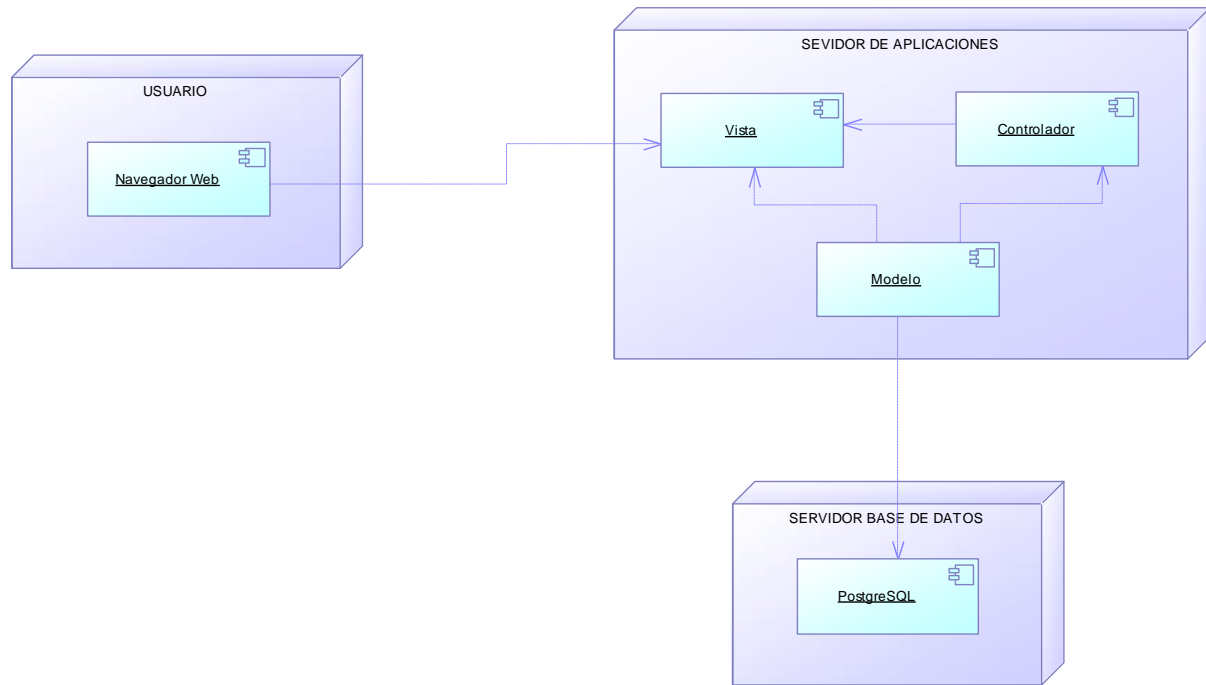 USUARIO
Navegador Web
SEVIDOR DE APLICACIONES
Vista
Controlador
Modelo
SERVIDOR BASE DE DATOS
PostgreSQL